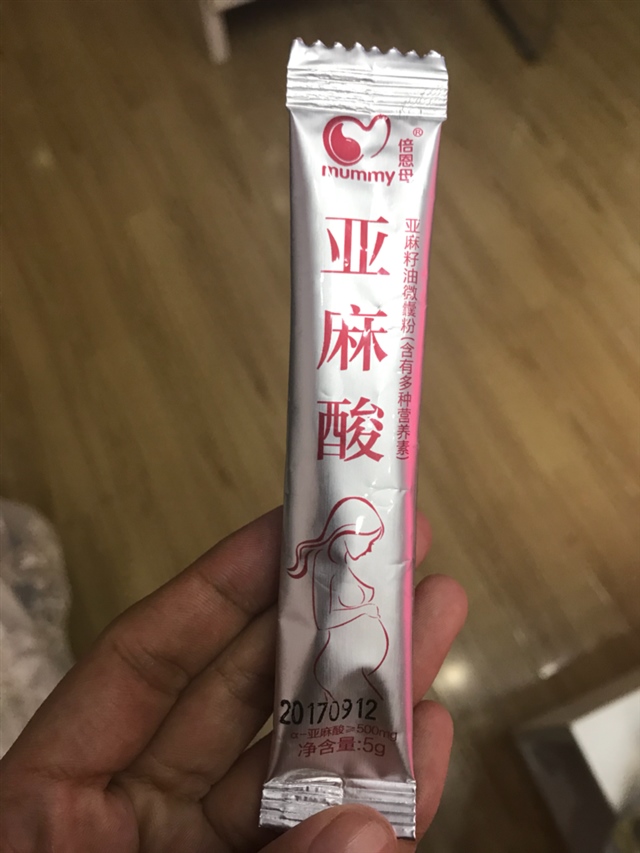 mummy
倍恩母®
亚麻酸
亚麻籽油微囊粉(含有多种营养素)
20170912
α-亚麻酸≥500mg
净含量:5g